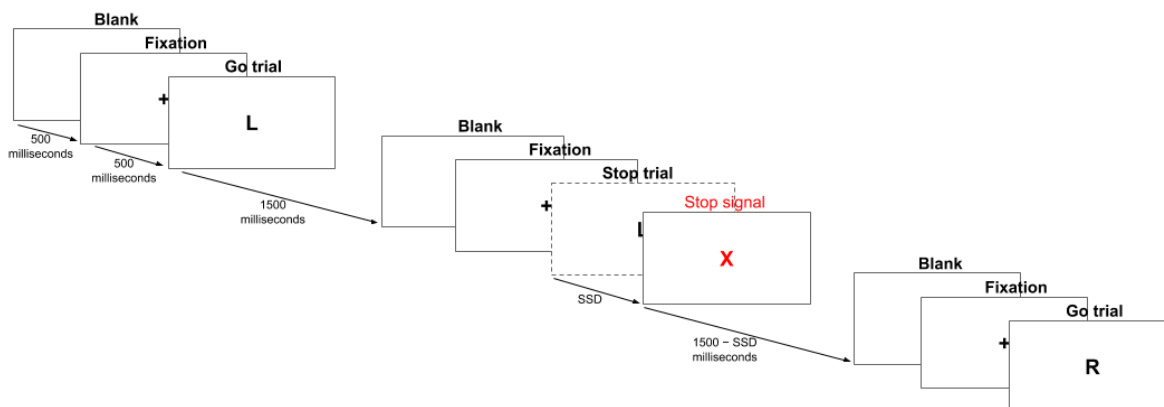 Blank
Fixation
Go trial
+
L
500
milliseconds
500
milliseconds
1500
milliseconds
Blank
Fixation
Stop trial
+
L
Stop signal
X
SSD
1500 − SSD
milliseconds
Blank
Fixation
Go trial
+
R